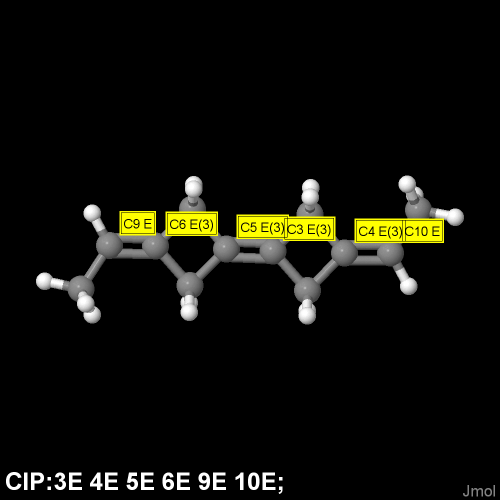 C9 E
C6 E(3)
C5 E(3)
C3 E(3)
C4 E(3)
C10 E
CIP:3E 4E 5E 6E 9E 10E;
Jmol